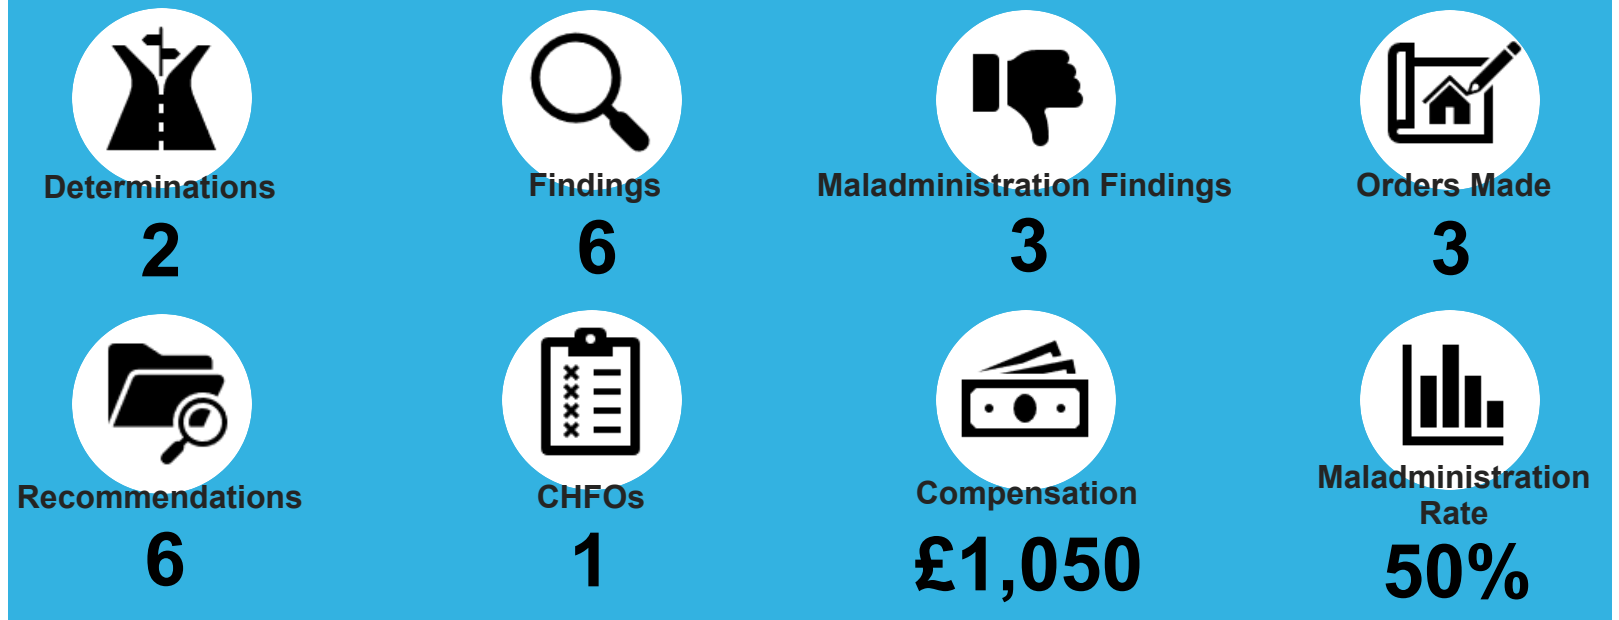 Determinations
2
Findings
6
Maladministration Findings
3
Orders Made
3
Recommendations
6
CHFOs
1
Compensation
£1,050
Maladministration
Rate
50%